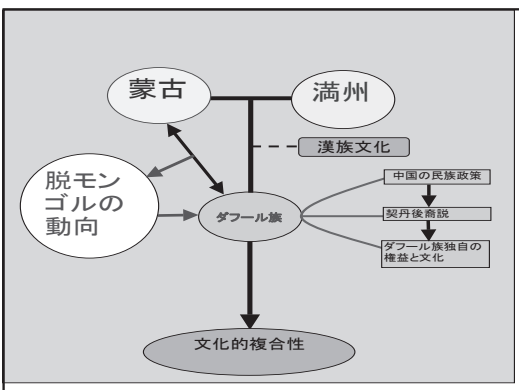 蒙古
満州
漢族文化
脱モン
ゴルの
動向
ダフール族
中国の民族政策
契丹後裔説
ダフール族独自の
権益と文化
文化的複合性